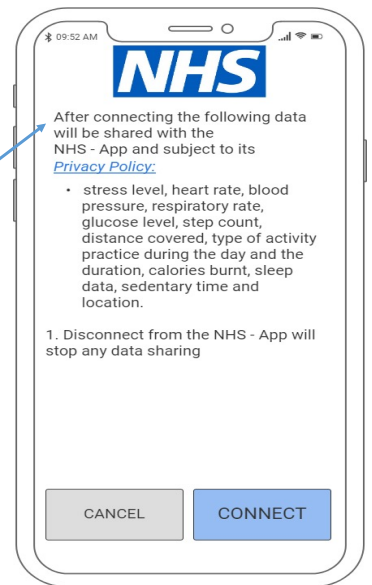 09:52 AM
NHS
After connecting the following data
will be shared with the
NHS - App and subject to its
Privacy Policy:
• stress level, heart rate, blood
pressure, respiratory rate,
glucose level, step count,
distance covered, type of activity
practice during the day and the
duration, calories burnt, sleep
data, sedentary time and
location.
1. Disconnect from the NHS - App will
stop any data sharing
CANCEL
CONNECT